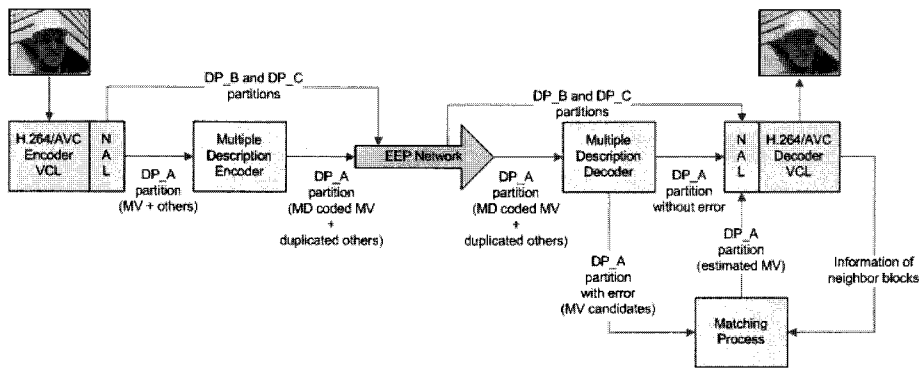 DP_B and DP_C
partitions
H.264/AVC
Encoder
VCL
N
A
L
DP_A
partition
(MV + others)
Multiple
Description
Encoder
DP_A
partition
(MD coded MV
+
duplicated others)
EEP Network
DP_B and DP_C
partitions
DP_A
partition
(MD coded MV
+
duplicated others)
Multiple
Description
Decoder
DP_A
partition
without error
N
A
L
H.264/AVC
Decoder
VCL
DP_A
partition
with error
(MV candidates)
DP_A
partition
(estimated MV)
Information of
neighbor blocks
Matching
Process